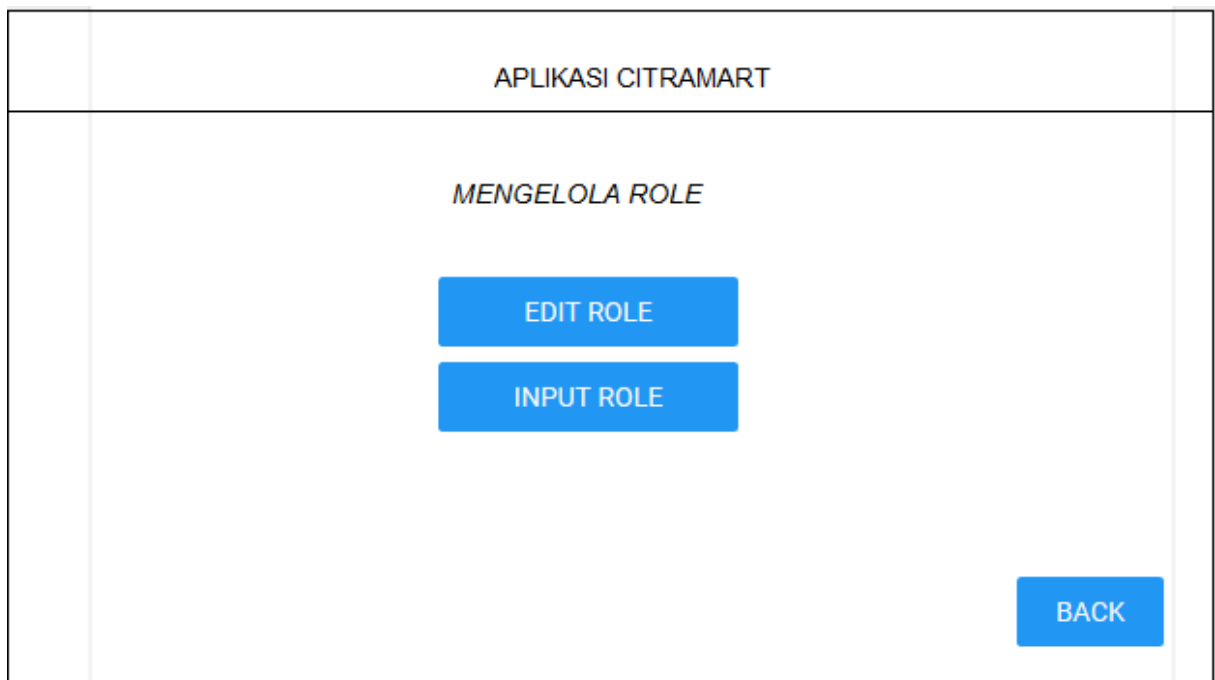 APLIKASI CITRAMART
MENGELOLA ROLE
EDIT ROLE
INPUT ROLE
BACK